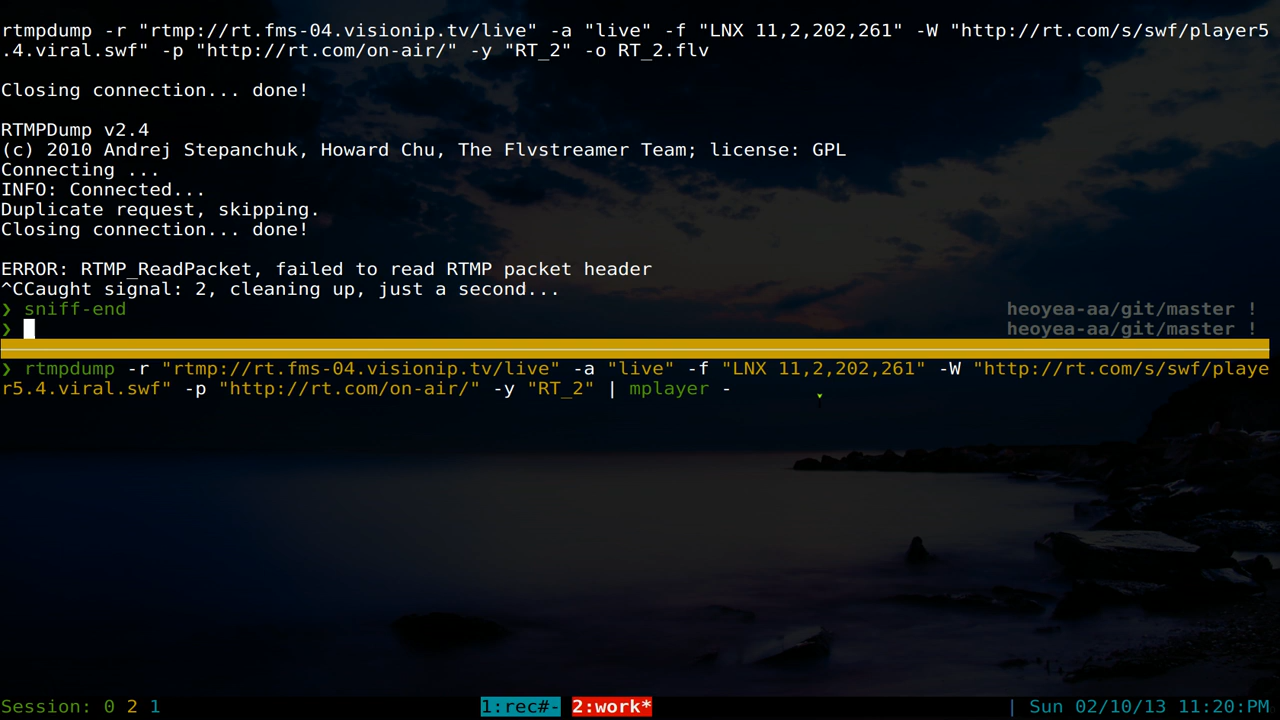 rtmpdump -r "rtmp://rt.fms-04.visionip.tv/live" -a "live" -f "LNX 11,2,202,261" -W "http://rt.com/s/swf/player5
.4.viral.swf" -p "http://rt.com/on-air/" -y "RT_2" -o RT_2.flv
Closing connection... done!
RTMPDump v2.4
(c) 2010 Andrej Stepanchuk, Howard Chu, The Flvstreamer Team; license: GPL
Connecting ...
INFO: Connected...
Duplicate request, skipping.
Closing connection... done!
ERROR: RTMP_ReadPacket, failed to read RTMP packet header
^CCaught signal: 2, cleaning up, just a second...
❯ sniff-end heoyea-aa/git/master !
❯ heoyea-aa/git/master !
❯ rtmpdump -r "rtmp://rt.fms-04.visionip.tv/live" -a "live" -f "LNX 11,2,202,261" -W "http://rt.com/s/swf/playe
r5.4.viral.swf" -p "http://rt.com/on-air/" -y "RT_2" | mplayer -
Session: 0 2 1 1:rec#- 2:work* | Sun 02/10/13 11:20:PM